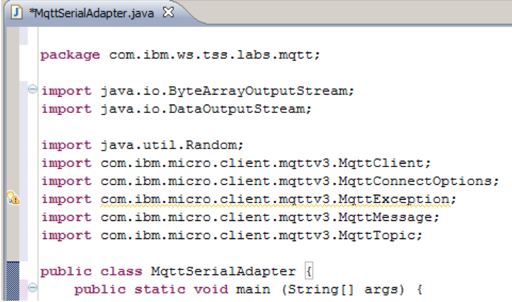 *MqttSerialAdapter.java
package com.ibm.ws.tss.labs.mqtt;
import java.io.ByteArrayOutputStream;
import java.io.DataOutputStream;
import java.util.Random;
import com.ibm.micro.client.mqttv3.MqttClient;
import com.ibm.micro.client.mqttv3.MqttConnectOptions;
import com.ibm.micro.client.mqttv3.MqttException;
import com.ibm.micro.client.mqttv3.MqttMessage;
import com.ibm.micro.client.mqttv3.MqttTopic;
public class MqttSerialAdapter {
public static void main (String[] args) {